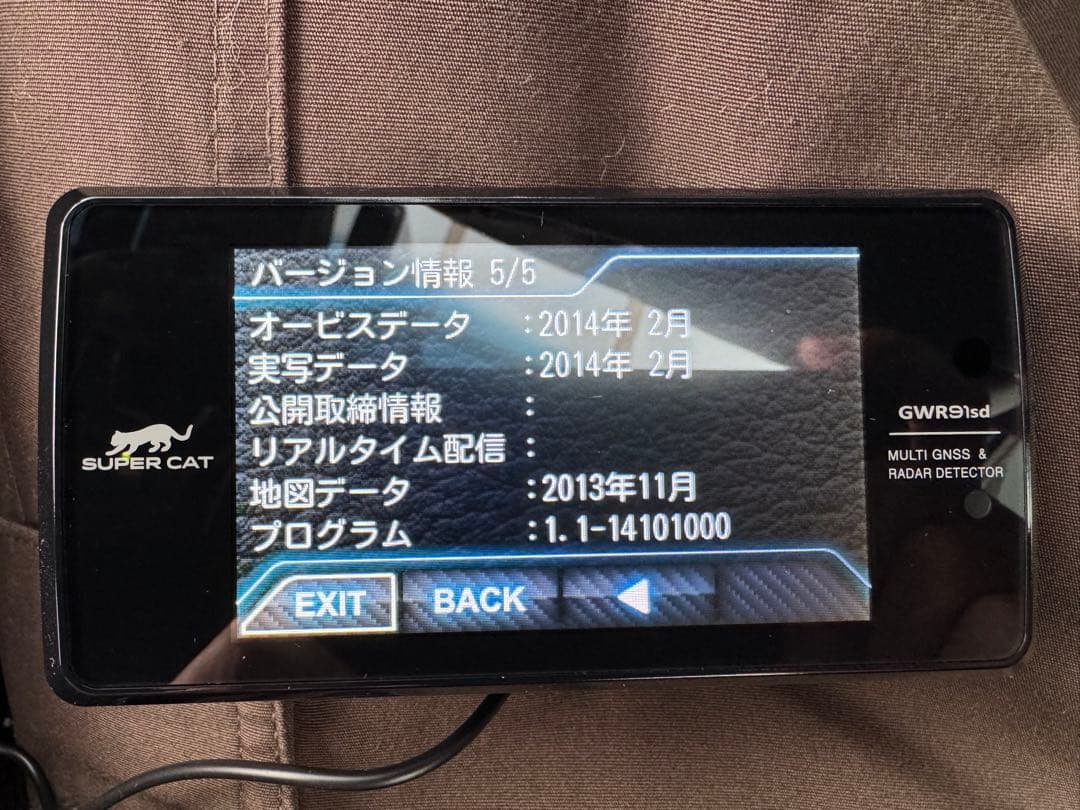 バージョン情報 5/5
オービスデータ :2014年 2月
実写データ :2014年 2月
公開取締情報 :
リアルタイム配信 :
地図データ :2013年11月
プログラム :1.1-14101000
EXIT BACK ◀
SUPER CAT
GWR91sd
MULTI GNSS &
RADAR DETECTOR